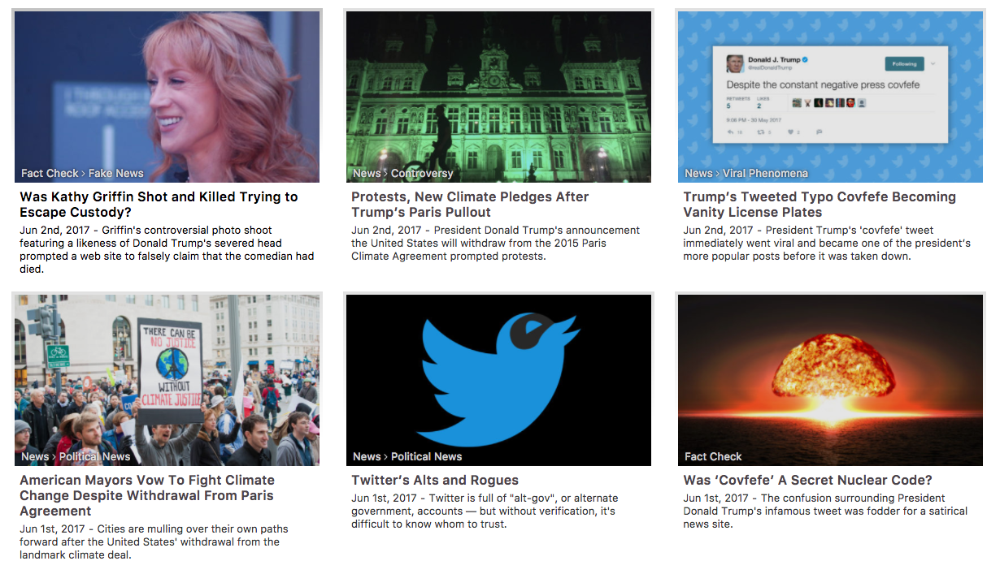 Fact Check › Fake News
Was Kathy Griffin Shot and Killed Trying to
Escape Custody?
Jun 2nd, 2017 - Griffin's controversial photo shoot
featuring a likeness of Donald Trump's severed head
prompted a web site to falsely claim that the comedian had
died.
News › Controversy
Protests, New Climate Pledges After
Trump’s Paris Pullout
Jun 2nd, 2017 - President Donald Trump's announcement
the United States will withdraw from the 2015 Paris
Climate Agreement prompted protests.
Donald J. Trump
@realDonaldTrump
Following
Despite the constant negative press covfefe
RETWEETS LIKES
5 2
9:06 PM - 30 May 2017
News › Viral Phenomena
Trump’s Tweeted Typo Covfefe Becoming
Vanity License Plates
Jun 2nd, 2017 - President Trump's 'covfefe' tweet
immediately went viral and became one of the president’s
more popular posts before it was taken down.
THERE CAN BE
NO JUSTICE
WITHOUT
CLIMATE JUSTICE
News › Political News
American Mayors Vow To Fight Climate
Change Despite Withdrawal From Paris
Agreement
Jun 1st, 2017 - Cities are mulling over their own paths
forward after the United States' withdrawal from the
landmark climate deal.
News › Political News
Twitter’s Alts and Rogues
Jun 1st, 2017 - Twitter is full of "alt-gov", or alternate
government, accounts — but without verification, it's
difficult to know whom to trust.
Fact Check
Was ‘Covfefe’ A Secret Nuclear Code?
Jun 1st, 2017 - The confusion surrounding President
Donald Trump's infamous tweet was fodder for a satirical
news site.